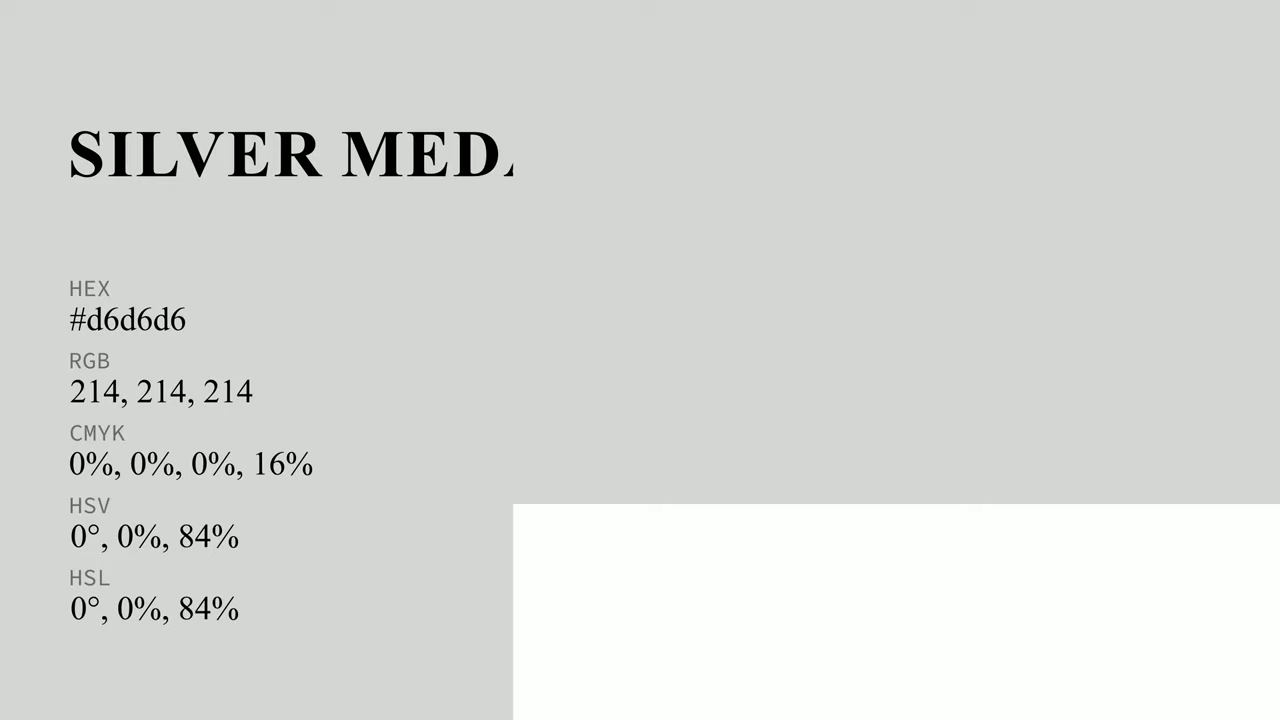 SILVER MED
HEX
#d6d6d6
RGB
214, 214, 214
CMYK
0%, 0%, 0%, 16%
HSV
0°, 0%, 84%
HSL
0°, 0%, 84%